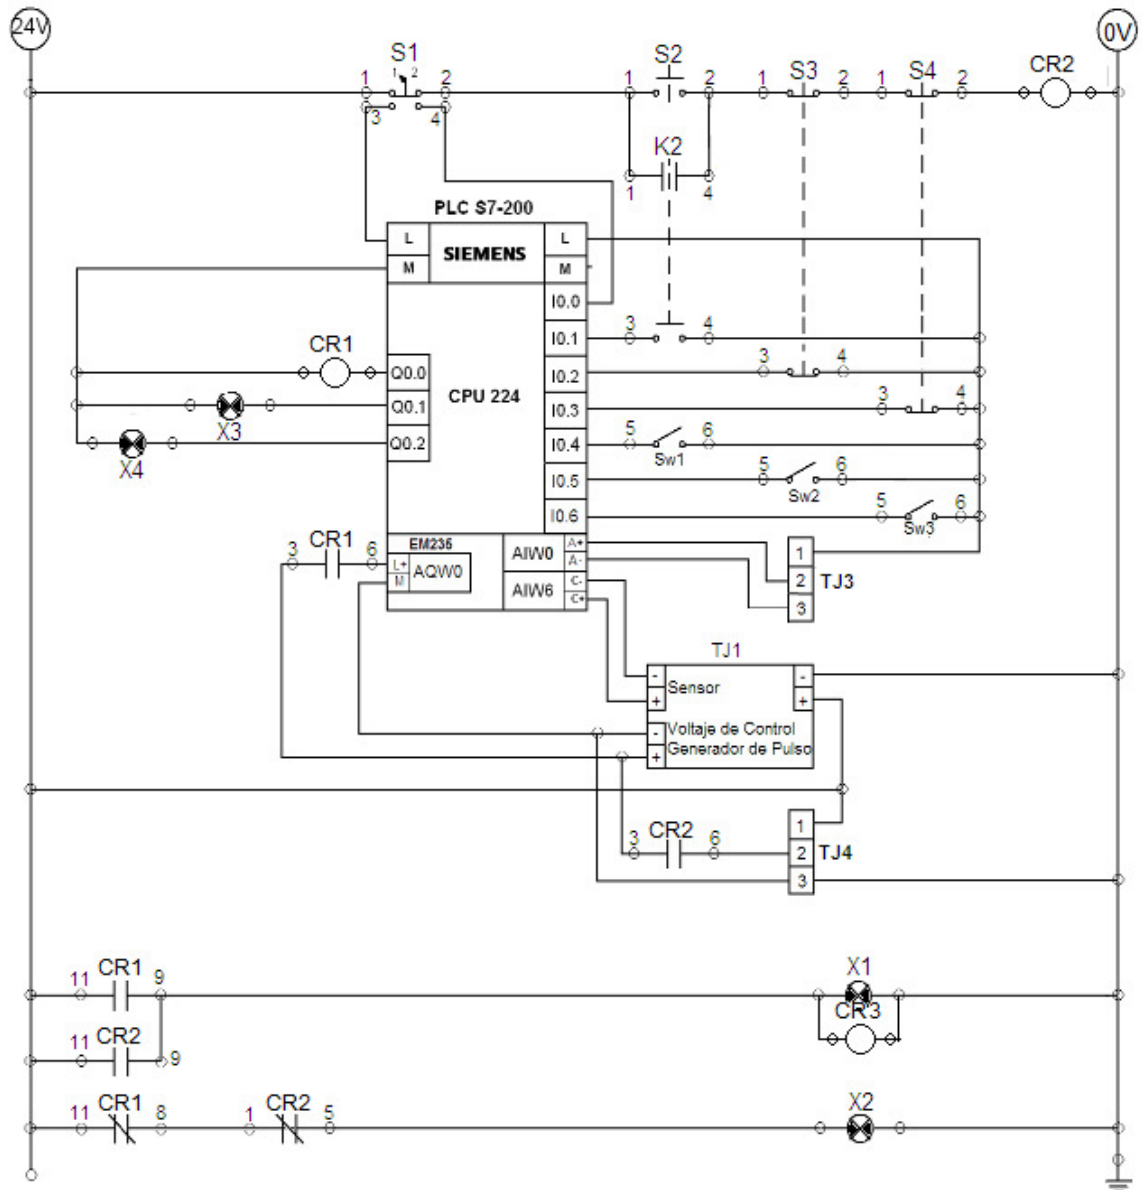 24V
0V
S1
S2
S3
S4
CR2
1 2
1 2 1 2 1 2 1 2
3 4
K2
1 4
PLC S7-200
L SIEMENS L
M M
I0.0
3 4 I0.1
CR1
Q0.0 I0.2 3 4
Q0.1 CPU 224 I0.3 3 4
X3
Q0.2 I0.4 5 6
X4 Sw1
I0.5 5 6
Sw2
I0.6 5 6
Sw3
3 CR1 6 EM235 A+
L+ AQW0 AIW0 A-
M AIW6 C-
C+
1
2 TJ3
3
TJ1
- Sensor -
+ +
- Voltaje de Control
+ Generador de Pulso
3 CR2 6
1
2 TJ4
3
11 CR1 9 X1
CR3
11 CR2 9
11 CR1 8 1 CR2 5 X2